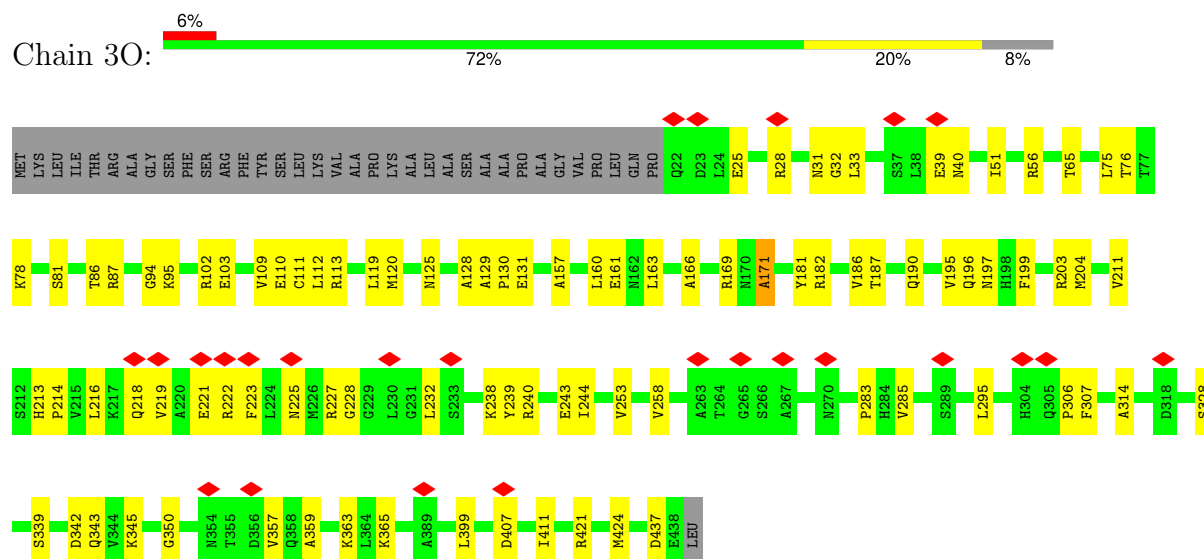 6%
Chain 3O:
72% 20% 8%
MET LYS LEU ILE THR ARG ALA GLY SER PHE SER ARG PHE TYR SER LEU LYS VAL ALA PRO LYS ALA LEU ALA SER ALA ALA PRO ALA GLY VAL PRO LEU GLN PRO Q22 D23 L24 E25 R28 N31 G32 L33 S37 L38 E39 N40 I51 R56 T65 L75 T76 T77
K78 S81 T86 R87 G94 K95 R102 E103 V109 E110 C111 L112 R113 L119 M120 N125 A128 A129 P130 E131 A157 L160 E161 N162 L163 A166 R169 N170 A171 Y181 R182 V186 T187 Q190 V195 Q196 N197 H198 F199 R203 M204 V211
S212 H213 P214 V215 L216 K217 Q218 V219 A220 E221 R222 F223 L224 N225 M226 R227 G228 G229 L230 G231 L232 S233 K238 Y239 R240 E243 I244 V253 V258 A263 T264 G265 S266 A267 N270 P283 H284 V285 S289 L295 H304 Q305 P306 F307 A314 D318 S328
S339 D342 Q343 V344 K345 G350 N354 T355 D356 V357 Q358 A359 K363 L364 K365 A389 L399 D407 I411 R421 M424 D437 E438 LEU